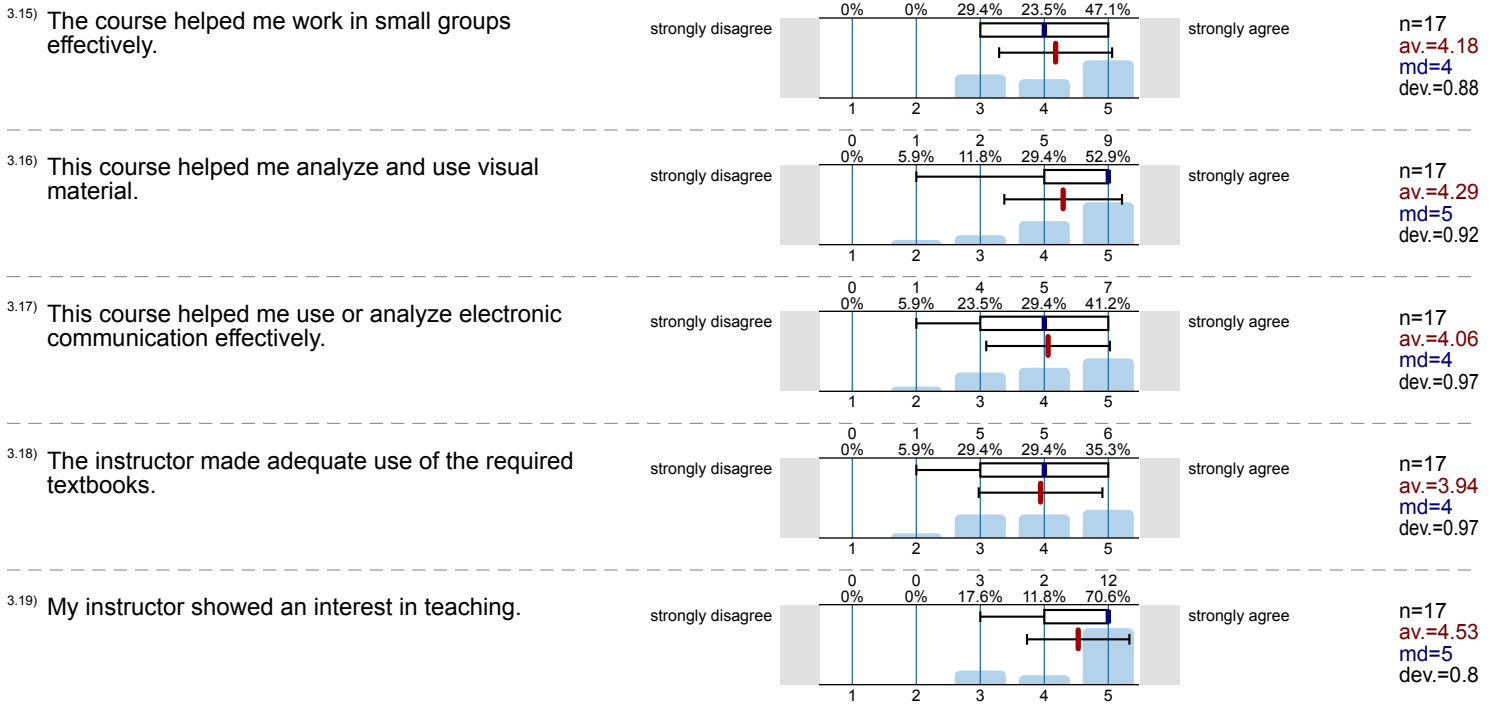 3.15) The course helped me work in small groups
effectively.
strongly disagree
0% 0% 29.4% 23.5% 47.1%
1 2 3 4 5
strongly agree
n=17
av.=4.18
md=4
dev.=0.88
3.16) This course helped me analyze and use visual
material.
strongly disagree
0 1 2 5 9
0% 5.9% 11.8% 29.4% 52.9%
1 2 3 4 5
strongly agree
n=17
av.=4.29
md=5
dev.=0.92
3.17) This course helped me use or analyze electronic
communication effectively.
strongly disagree
0 1 4 5 7
0% 5.9% 23.5% 29.4% 41.2%
1 2 3 4 5
strongly agree
n=17
av.=4.06
md=4
dev.=0.97
3.18) The instructor made adequate use of the required
textbooks.
strongly disagree
0 1 5 5 6
0% 5.9% 29.4% 29.4% 35.3%
1 2 3 4 5
strongly agree
n=17
av.=3.94
md=4
dev.=0.97
3.19) My instructor showed an interest in teaching.
strongly disagree
0 0 3 2 12
0% 0% 17.6% 11.8% 70.6%
1 2 3 4 5
strongly agree
n=17
av.=4.53
md=5
dev.=0.8